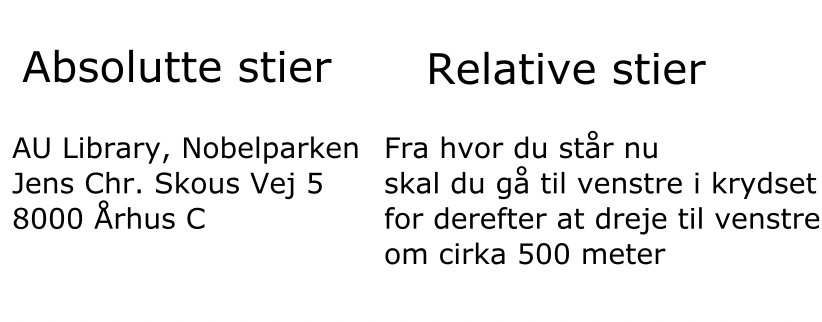 Absolutte stier
AU Library, Nobelparken
Jens Chr. Skous Vej 5
8000 Århus C
Relative stier
Fra hvor du står nu
skal du gå til venstre i krydset
for derefter at dreje til venstre
om cirka 500 meter